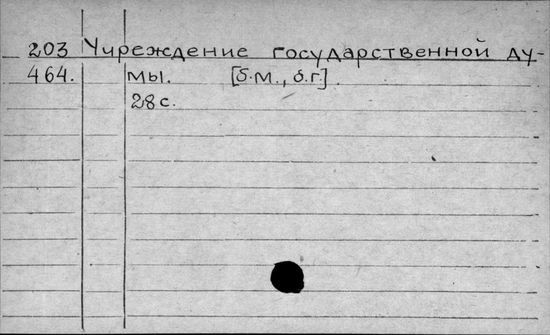 203 Учреждение государственной ду-
464. мы. [б.м., б.г].
28 с.